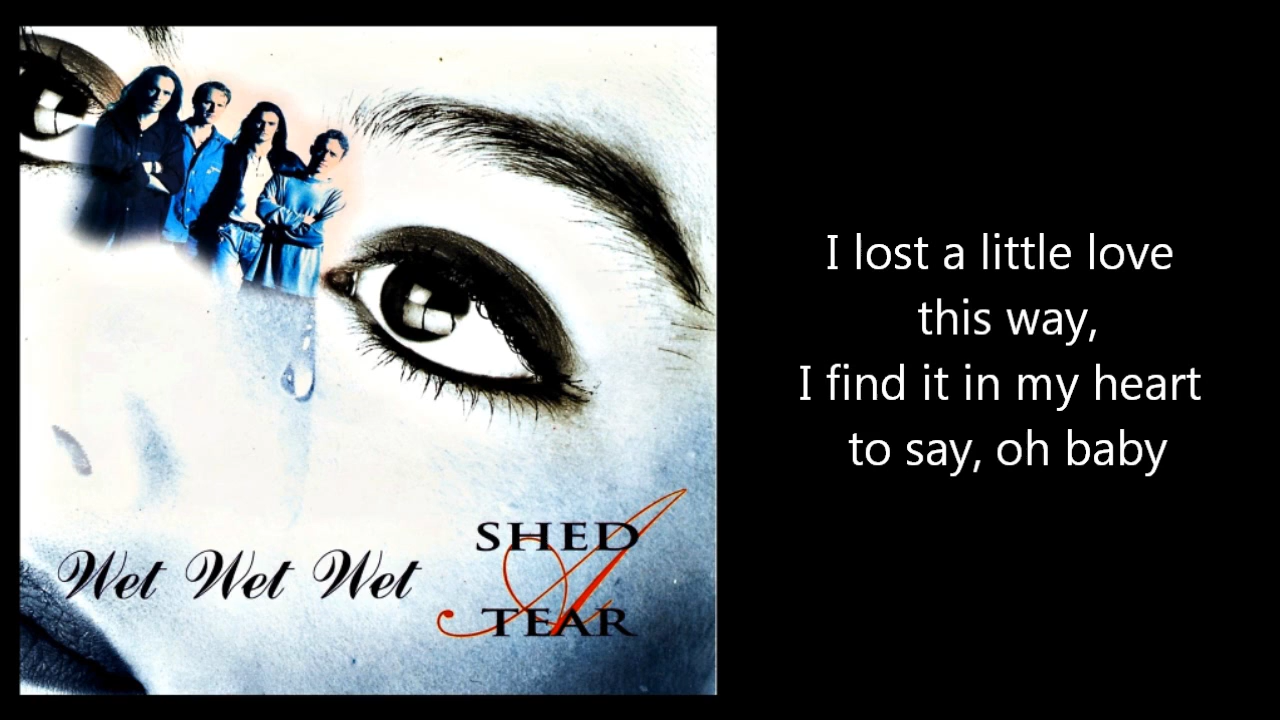 Wet Wet Wet
SHED
A
TEAR
I lost a little love
this way,
I find it in my heart
to say, oh baby